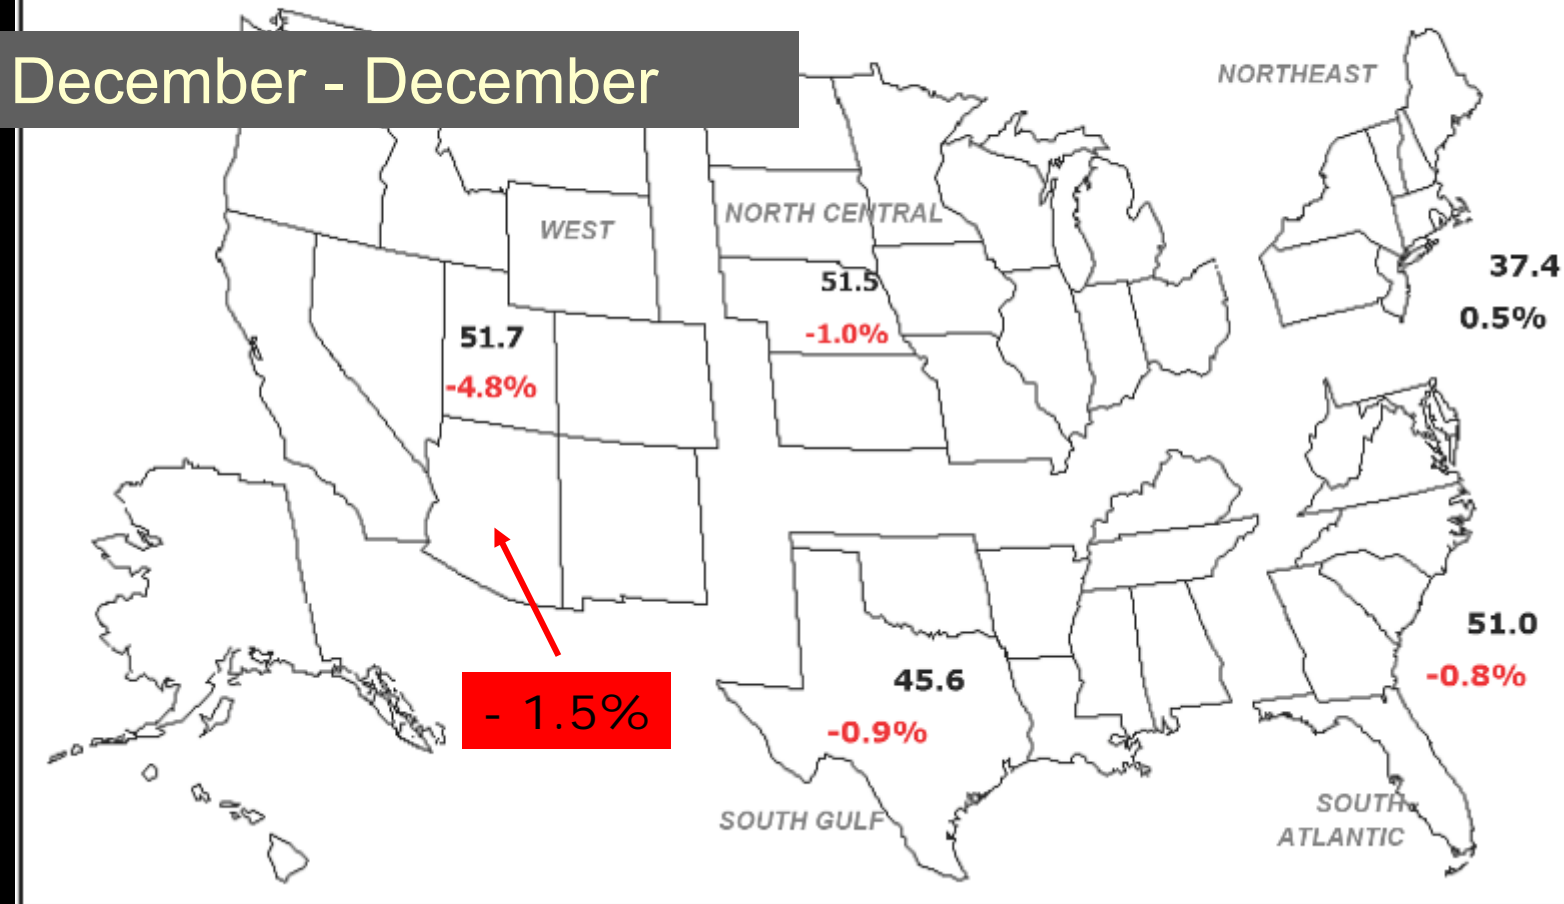 December - December
NORTHEAST
WEST
NORTH CENTRAL
37.4
0.5%
51.5
-1.0%
51.7
-4.8%
51.0
-0.8%
45.6
-0.9%
- 1.5%
SOUTH GULF
SOUTH
ATLANTIC